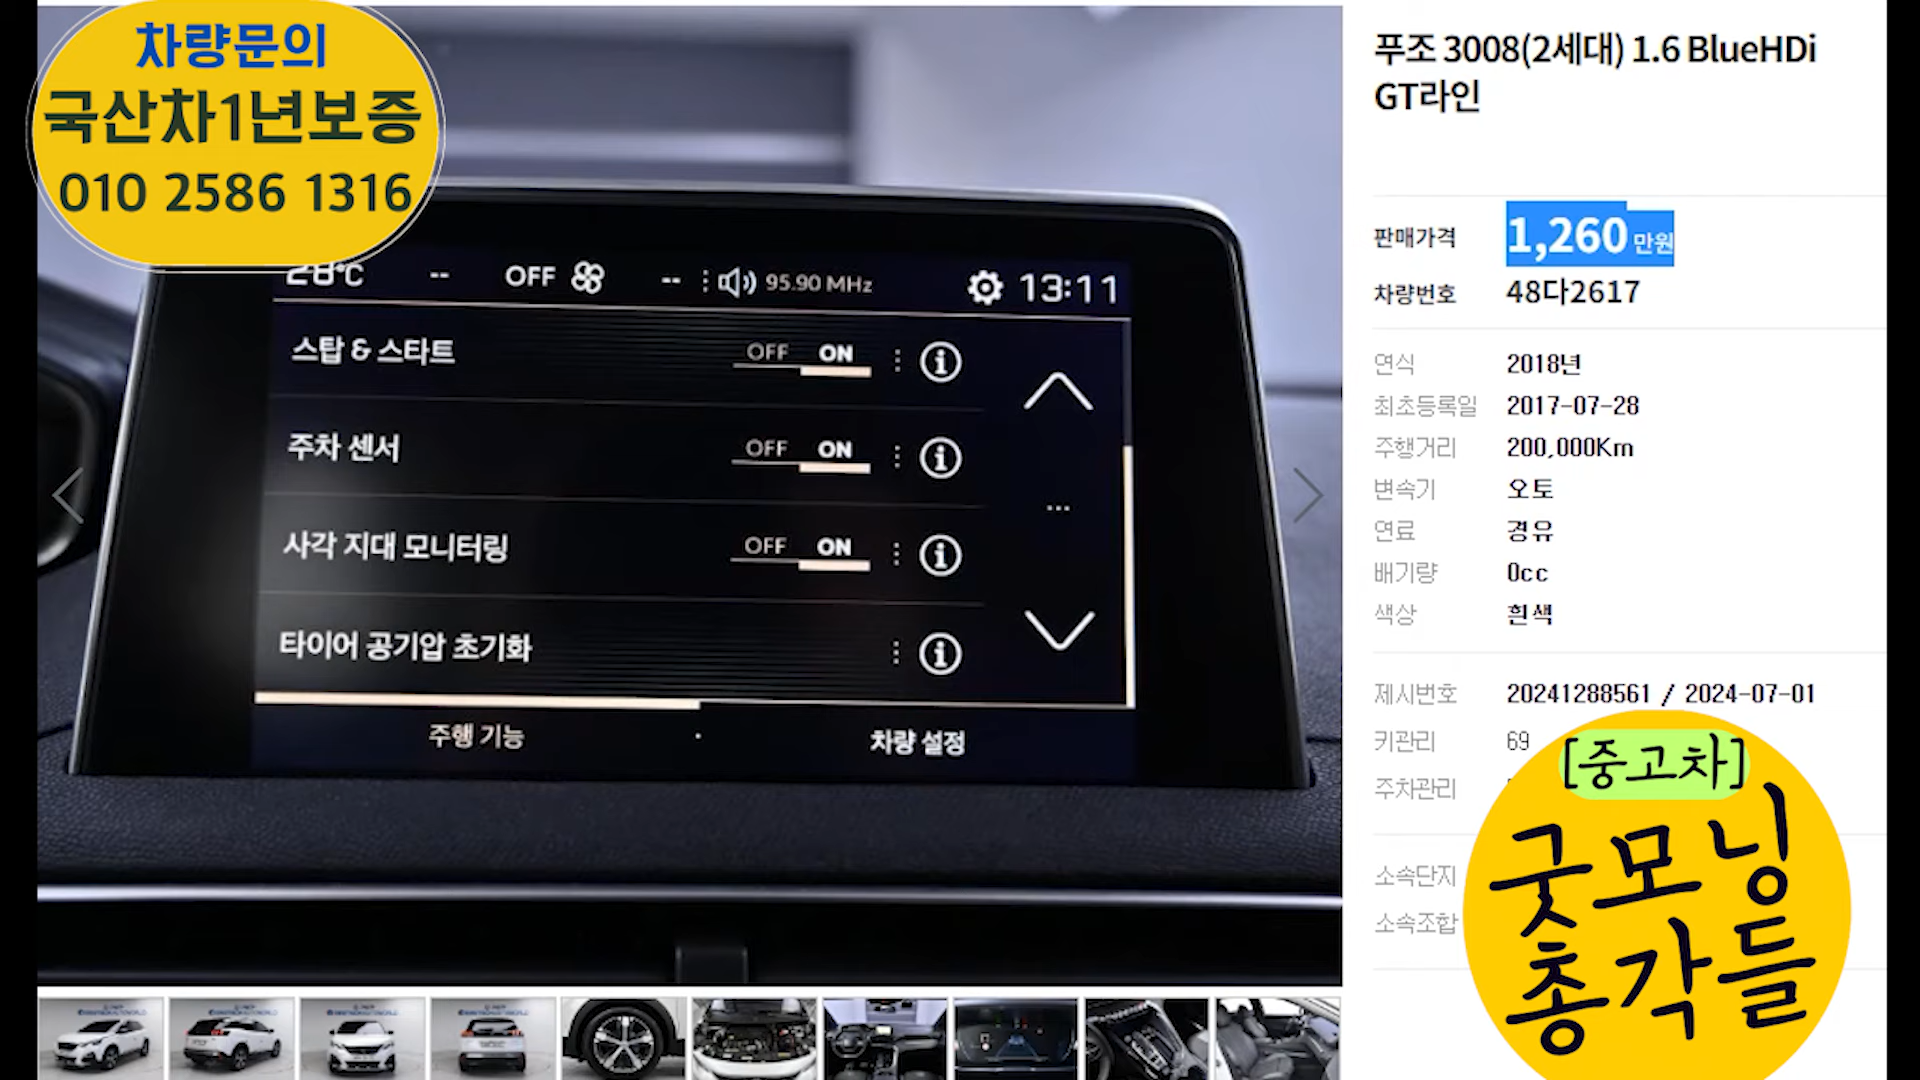 차량문의
국산차1년보증
010 2586 1316
28℃ -- OFF -- 95.90 MHz 13:11
스탑 & 스타트 OFF ON
주차 센서 OFF ON
사각 지대 모니터링 OFF ON
타이어 공기압 초기화
주행 기능 차량 설정
푸조 3008(2세대) 1.6 BlueHDi
GT라인
판매가격 1,260 만원
차량번호 48다2617
연식 2018년
최초등록일 2017-07-28
주행거리 200,000Km
변속기 오토
연료 경유
배기량 0cc
색상 흰색
제시번호 20241288561 / 2024-07-01
키관리 69
주차관리
소속단지
소속조합
[중고차]
굿모닝
총각들